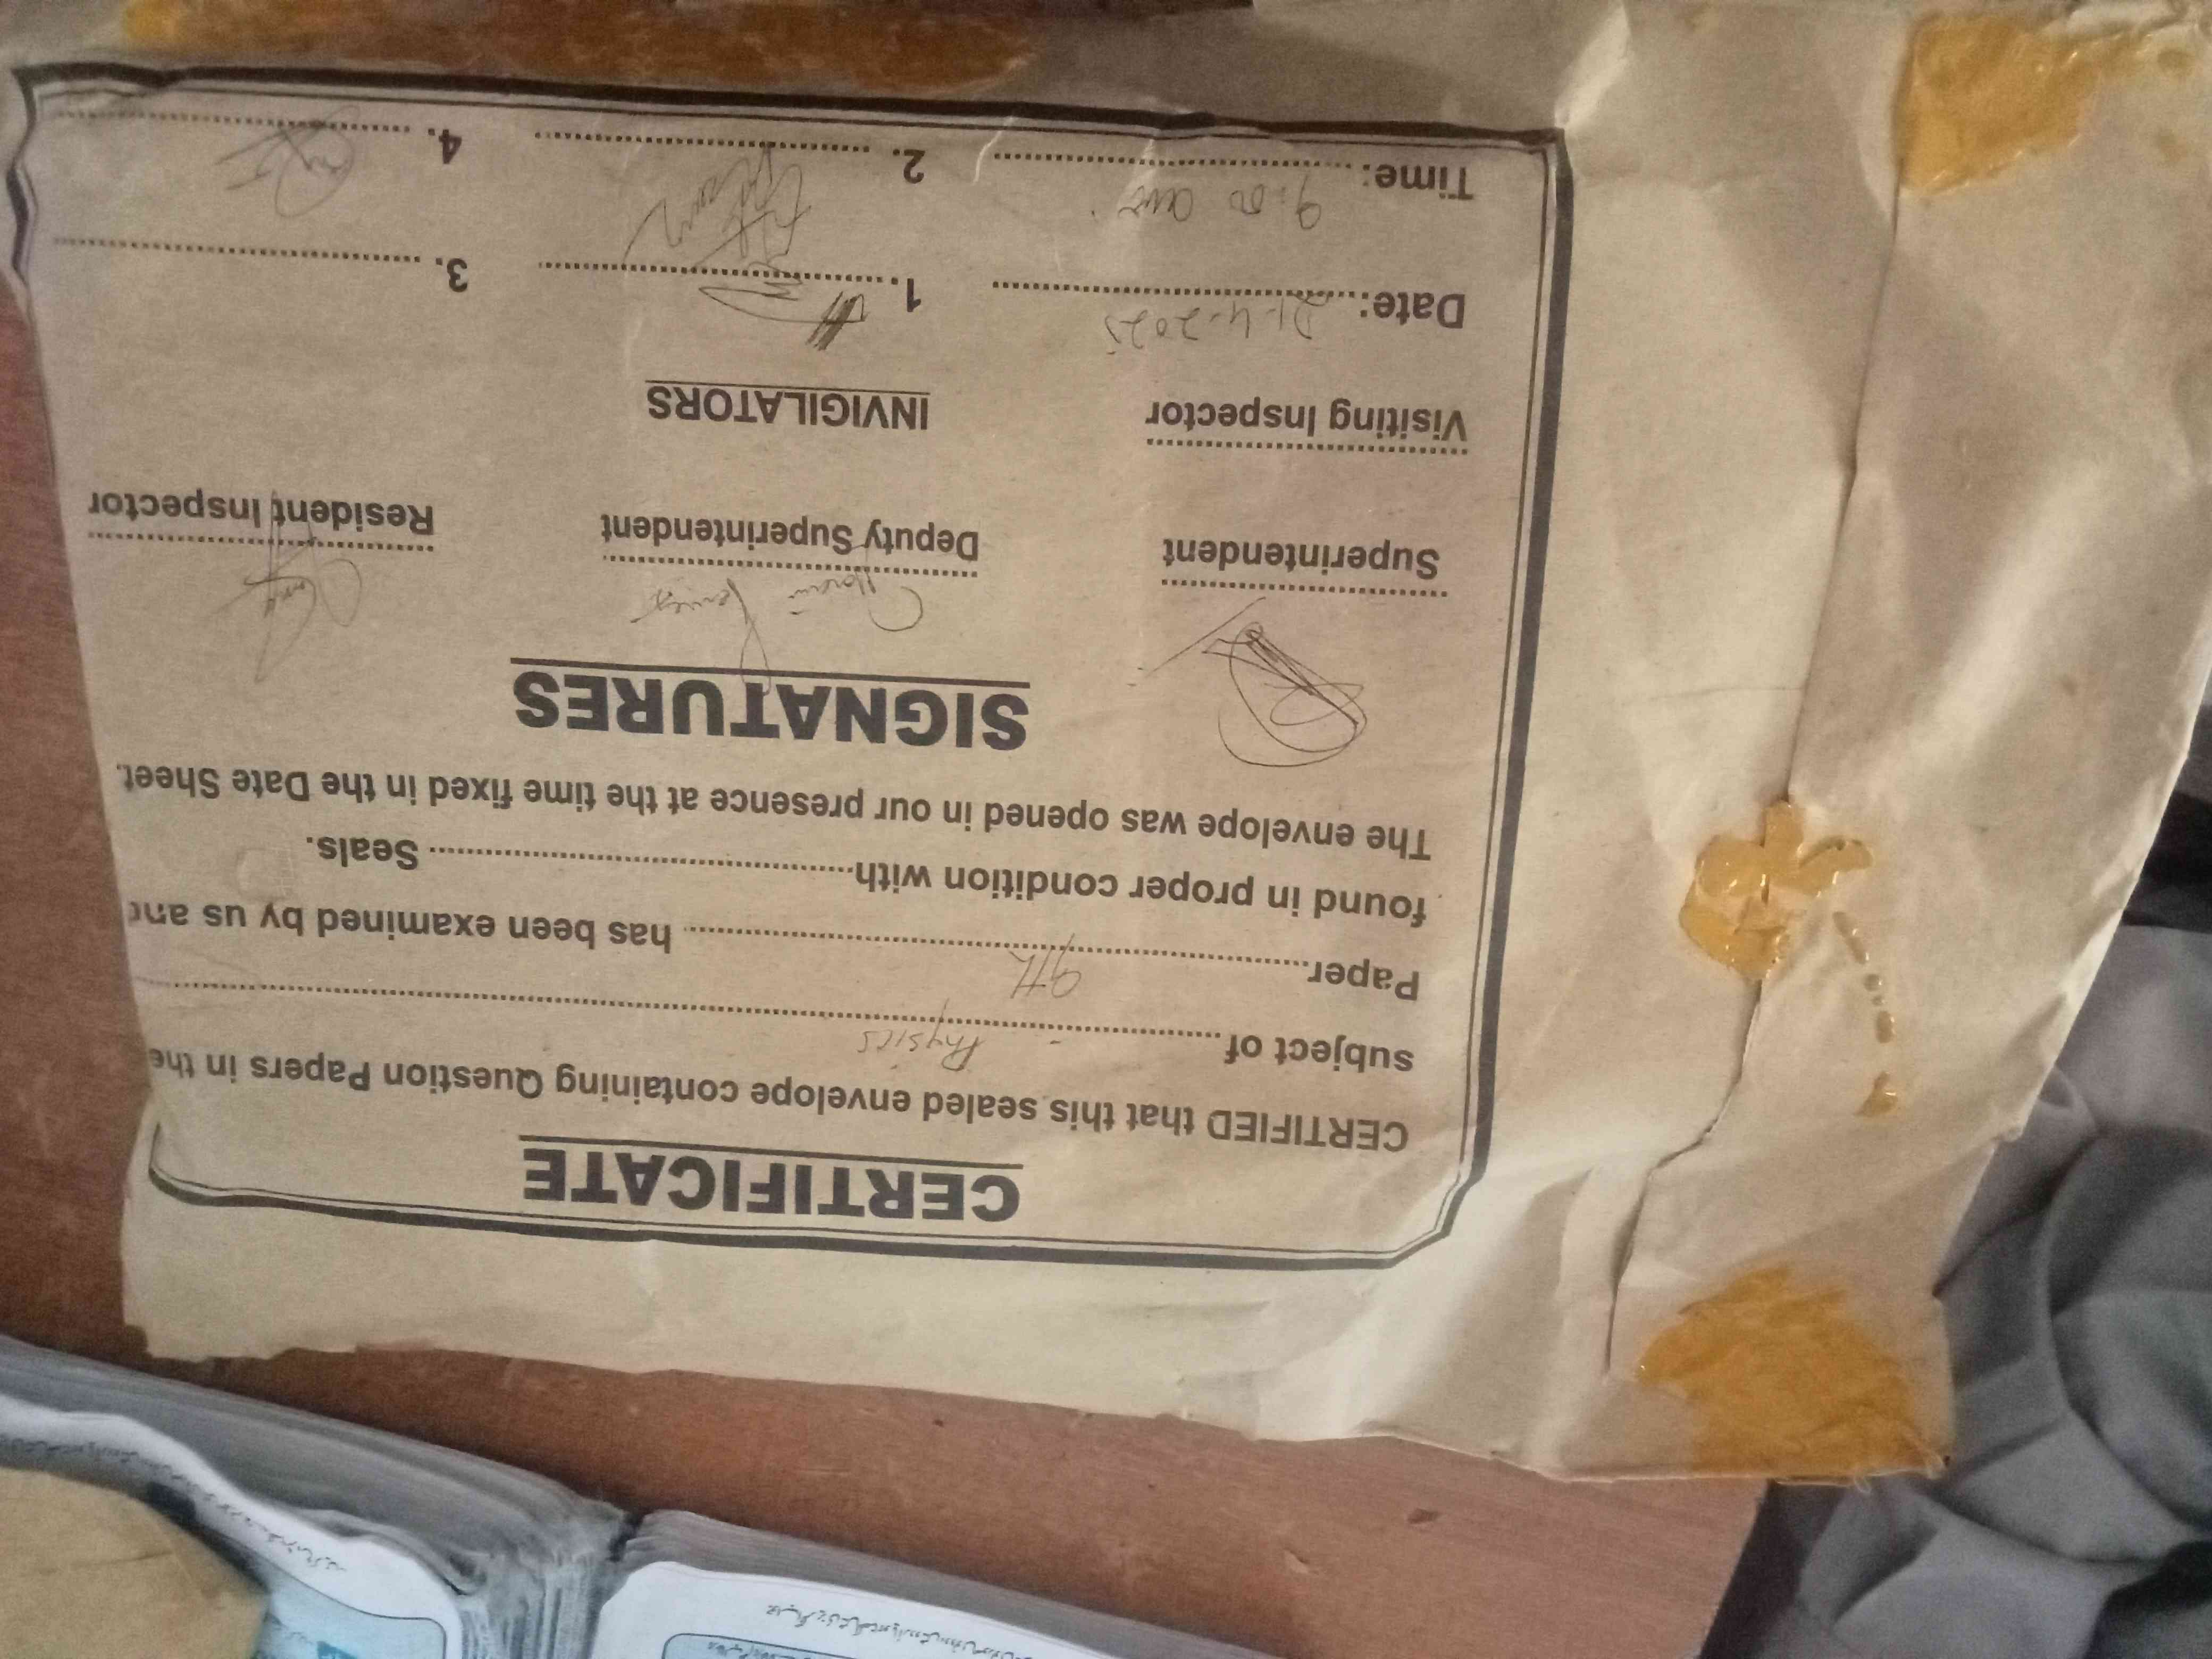 CERTIFICATE
CERTIFIED that this sealed envelope containing Question Papers in the
subject of Physics
Paper 9th has been examined by us and
found in proper condition with Seals.
The envelope was opened in our presence at the time fixed in the Date Sheet.
SIGNATURES
Superintendent Deputy Superintendent Resident Inspector
Visiting Inspector INVIGILATORS
Date: 21-4-2025 1. 3.
Time: 9:00 am 2. 4.